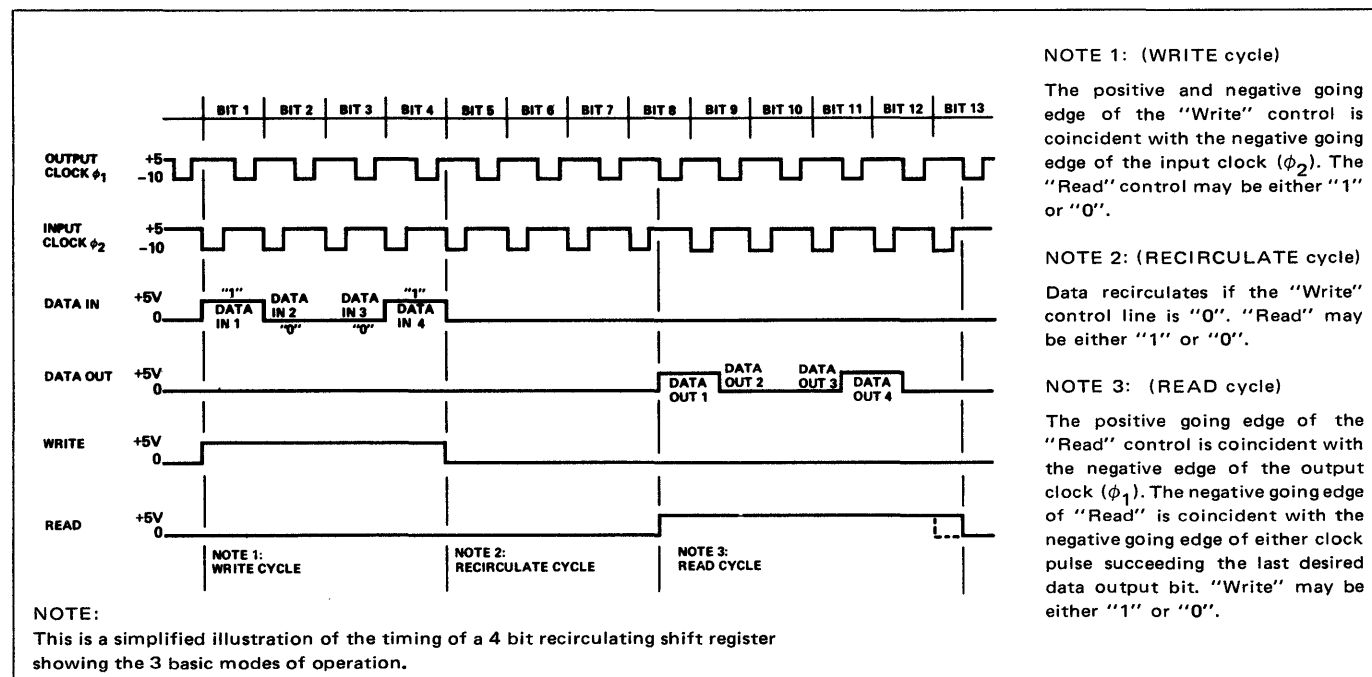 BIT 1 BIT 2 BIT 3 BIT 4 BIT 5 BIT 6 BIT 7 BIT 8 BIT 9 BIT 10 BIT 11 BIT 12 BIT 13
OUTPUT +5
CLOCK ϕ1 −10
INPUT +5
CLOCK ϕ2 −10
DATA IN +5V
0
"1"
DATA
IN 1
DATA
IN 2
"0"
DATA
IN 3
"0"
"1"
DATA
IN 4
DATA OUT +5V
0
DATA
OUT 1
DATA
OUT 2
DATA
OUT 3
DATA
OUT 4
WRITE +5V
0
READ +5V
0
NOTE 1:
WRITE CYCLE
NOTE 2:
RECIRCULATE CYCLE
NOTE 3:
READ CYCLE
NOTE:
This is a simplified illustration of the timing of a 4 bit recirculating shift register
showing the 3 basic modes of operation.
NOTE 1: (WRITE cycle)
The positive and negative going
edge of the "Write" control is
coincident with the negative going
edge of the input clock (ϕ2). The
"Read" control may be either "1"
or "0".
NOTE 2: (RECIRCULATE cycle)
Data recirculates if the "Write"
control line is "0". "Read" may
be either "1" or "0".
NOTE 3: (READ cycle)
The positive going edge of the
"Read" control is coincident with
the negative edge of the output
clock (ϕ1). The negative going edge
of "Read" is coincident with the
negative going edge of either clock
pulse succeeding the last desired
data output bit. "Write" may be
either "1" or "0".